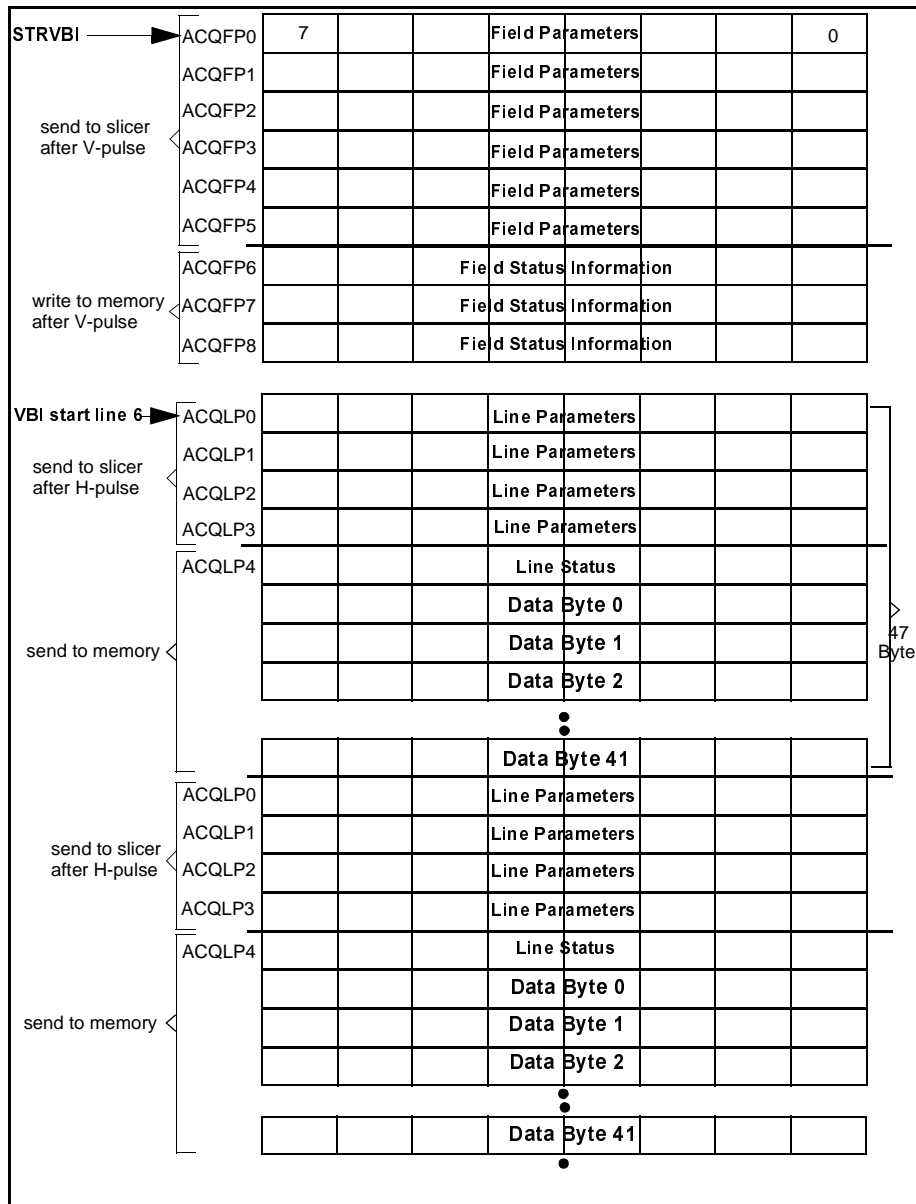 STRVBI ACQFP0 7 Field Parameters 0
ACQFP1 Field Parameters
ACQFP2 Field Parameters
send to slicer
after V-pulse
ACQFP3 Field Parameters
ACQFP4 Field Parameters
ACQFP5 Field Parameters
ACQFP6 Field Status Information
write to memory
after V-pulse
ACQFP7 Field Status Information
ACQFP8 Field Status Information
VBI start line 6 ACQLP0 Line Parameters
ACQLP1 Line Parameters
send to slicer
after H-pulse
ACQLP2 Line Parameters
ACQLP3 Line Parameters
ACQLP4 Line Status
Data Byte 0
47
Byte
send to memory
Data Byte 1
Data Byte 2
Data Byte 41
ACQLP0 Line Parameters
ACQLP1 Line Parameters
send to slicer
after H-pulse
ACQLP2 Line Parameters
ACQLP3 Line Parameters
ACQLP4 Line Status
Data Byte 0
send to memory
Data Byte 1
Data Byte 2
Data Byte 41